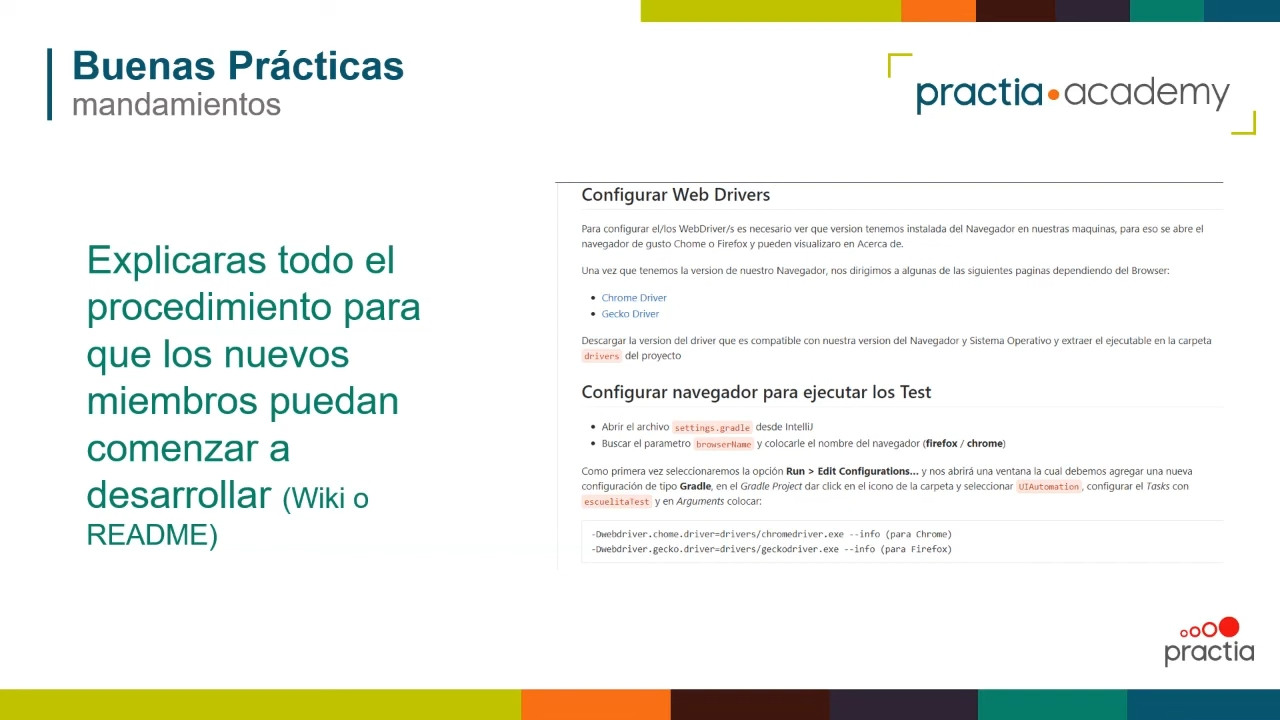 Buenas Prácticas
mandamientos
practia academy
Explicaras todo el
procedimiento para
que los nuevos
miembros puedan
comenzar a
desarrollar (Wiki o
README)
Configurar Web Drivers
Para configurar el/los WebDriver/s es necesario ver que version tenemos instalada del Navegador en nuestras maquinas, para eso se abre el
navegador de gusto Chome o Firefox y pueden visualizaro en Acerca de.
Una vez que tenemos la version de nuestro Navegador, nos dirigimos a algunas de las siguientes paginas dependiendo del Browser:
• Chrome Driver
• Gecko Driver
Descargar la version del driver que es compatible con nuestra version del Navegador y Sistema Operativo y extraer el ejecutable en la carpeta
drivers del proyecto
Configurar navegador para ejecutar los Test
• Abrir el archivo settings.gradle desde IntelliJ
• Buscar el parametro browserName y colocarle el nombre del navegador (firefox / chrome)
Como primera vez seleccionaremos la opción Run > Edit Configurations... y nos abrirá una ventana la cual debemos agregar una nueva
configuración de tipo Gradle, en el Gradle Project dar click en el icono de la carpeta y seleccionar UIAutomation, configurar el Tasks con
escuelitaTest y en Arguments colocar:
-Dwebdriver.chome.driver=drivers/chromedriver.exe --info (para Chrome)
-Dwebdriver.gecko.driver=drivers/geckodriver.exe --info (para Firefox)
practia